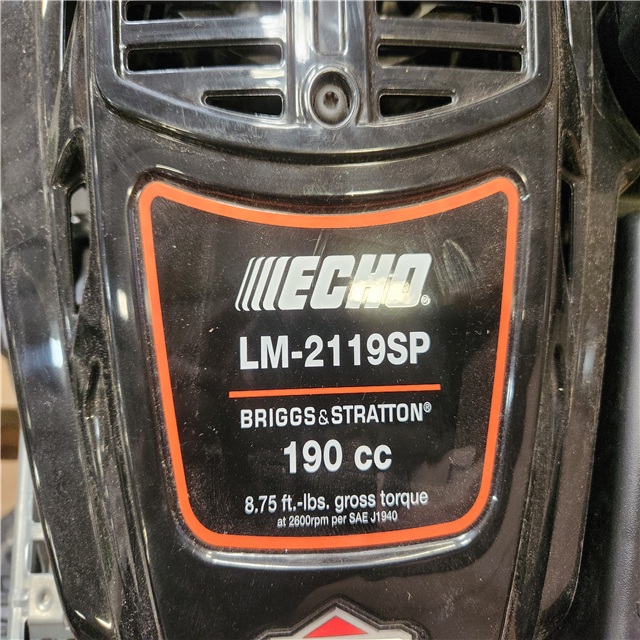 ECHO®
LM-2119SP
BRIGGS & STRATTON®
190 cc
8.75 ft.-lbs. gross torque
at 2600rpm per SAE J1940